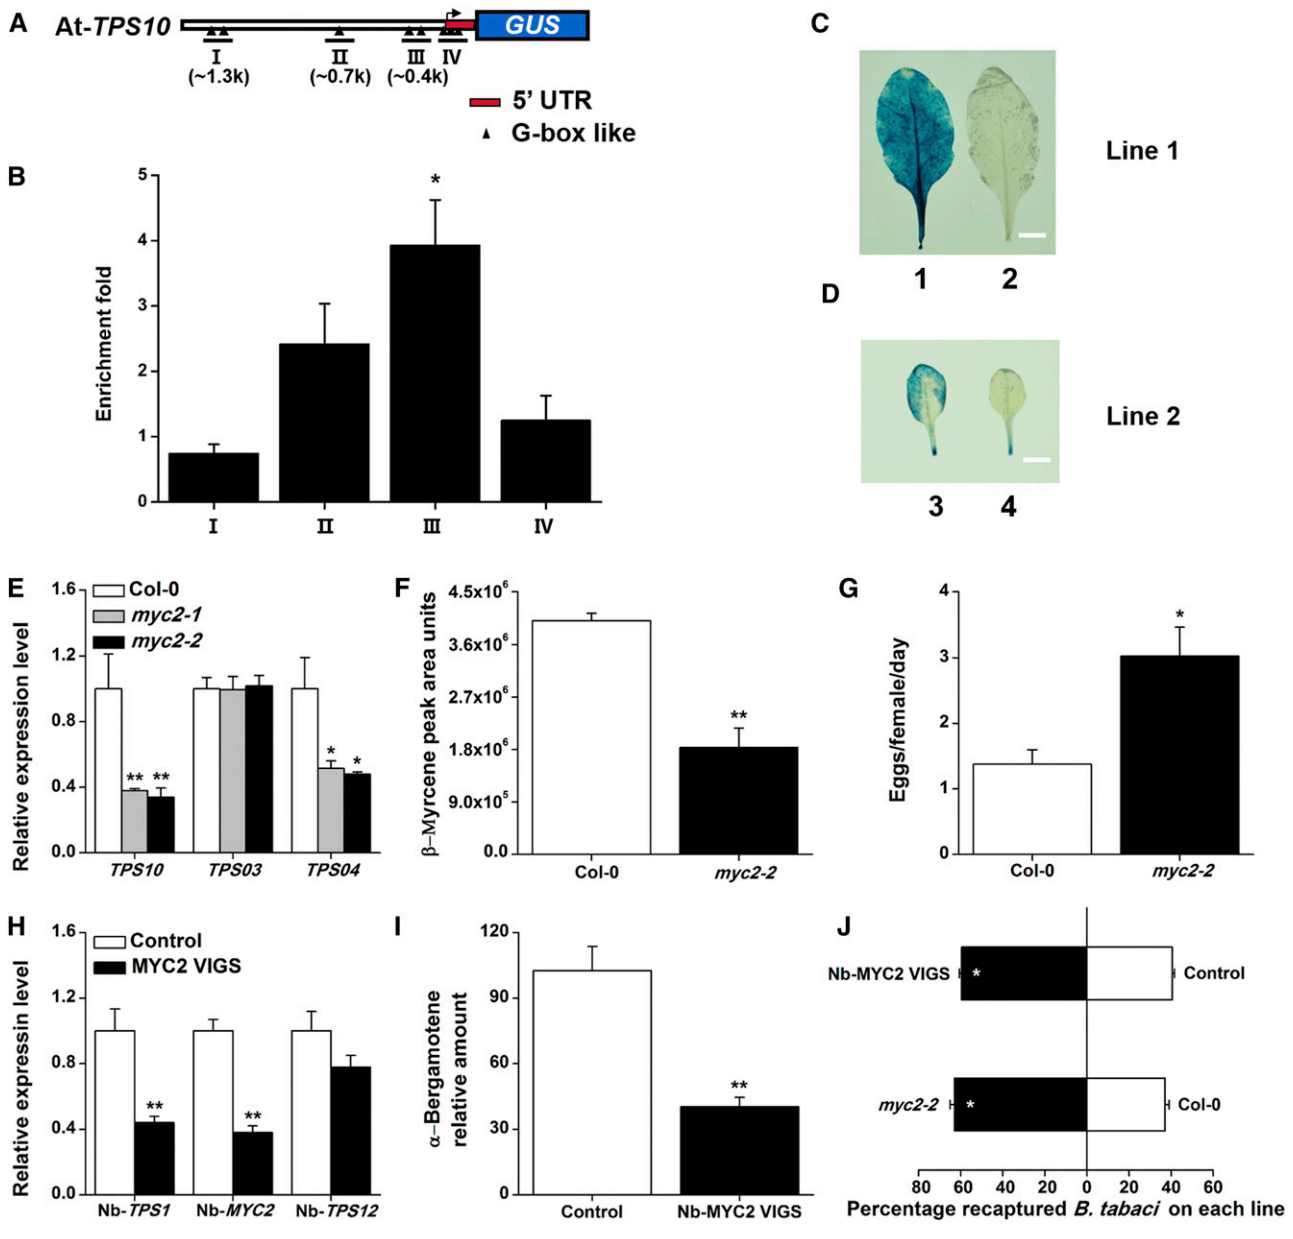 A
At-TPS10
GUS
I II III IV
(~1.3k) (~0.7k) (~0.4k)
5’ UTR
G-box like
B
Enrichment fold
5
4
3
2
1
0
*
I II III IV
C
Line 1
1 2
D
Line 2
3 4
E
Relative expression level
1.6
1.2
0.8
0.4
0.0
Col-0
myc2-1
myc2-2
** **
* *
TPS10 TPS03 TPS04
F
β–Myrcene peak area units
4.5x10⁶
3.6x10⁶
2.7x10⁶
1.8x10⁶
9.0x10⁵
0.0
**
Col-0 myc2-2
G
Eggs/female/day
4
3
2
1
0
*
Col-0 myc2-2
H
Relative expressin level
1.6
1.2
0.8
0.4
0.0
Control
MYC2 VIGS
** **
Nb-TPS1 Nb-MYC2 Nb-TPS12
I
α–Bergamotene
relative amount
120
90
60
30
0
**
Control Nb-MYC2 VIGS
J
Nb-MYC2 VIGS * Control
myc2-2 * Col-0
80 60 40 20 0 20 40 60
Percentage recaptured B. tabaci on each line